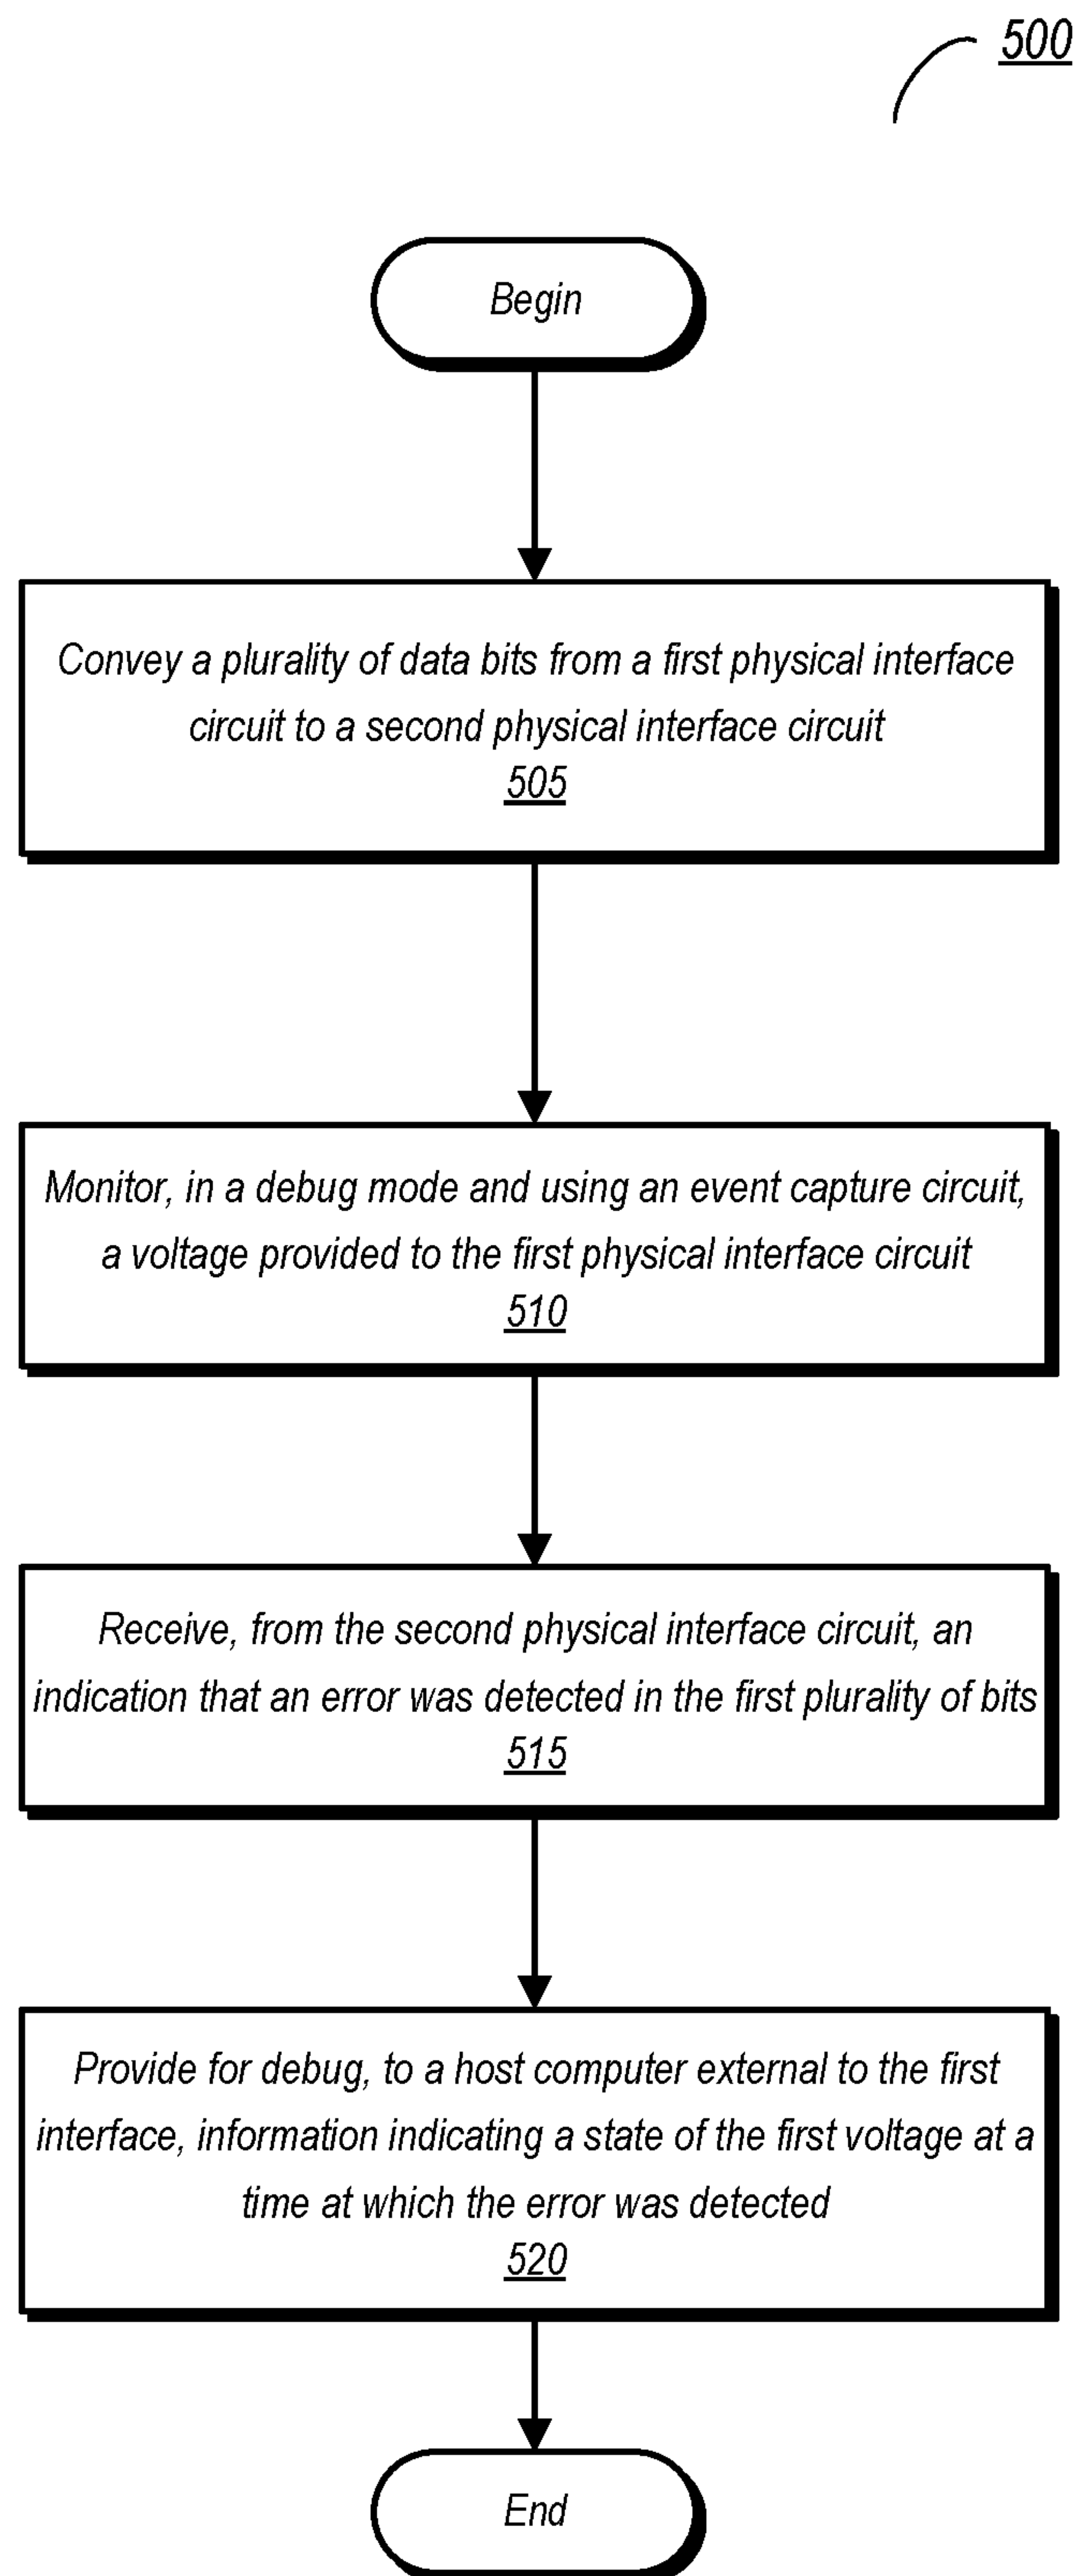 500
Begin
Convey a plurality of data bits from a first physical interface
circuit to a second physical interface circuit
505
Monitor, in a debug mode and using an event capture circuit,
a voltage provided to the first physical interface circuit
510
Receive, from the second physical interface circuit, an
indication that an error was detected in the first plurality of bits
515
Provide for debug, to a host computer external to the first
interface, information indicating a state of the first voltage at a
time at which the error was detected
520
End